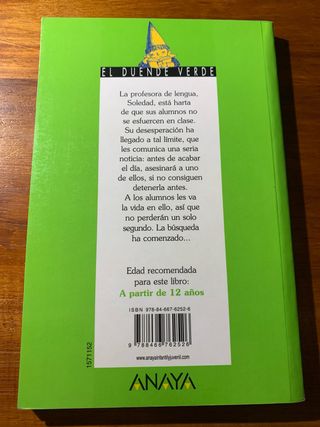 EL DUENDE VERDE
La profesora de lengua,
Soledad, está harta
de que sus alumnos no
se esfuercen en clase.
Su desesperación ha
llegado a tal límite, que
les comunica una seria
noticia: antes de acabar
el día, asesinará a uno
de ellos, si no consiguen
detenerla antes.
A los alumnos les va
la vida en ello, así que
no perderán un solo
segundo. La búsqueda
ha comenzado...
Edad recomendada
para este libro:
A partir de 12 años
ISBN 978-84-667-6252-6
9 788466 762526
1571152
www.anayainfantilyjuvenil.com
ANAYA